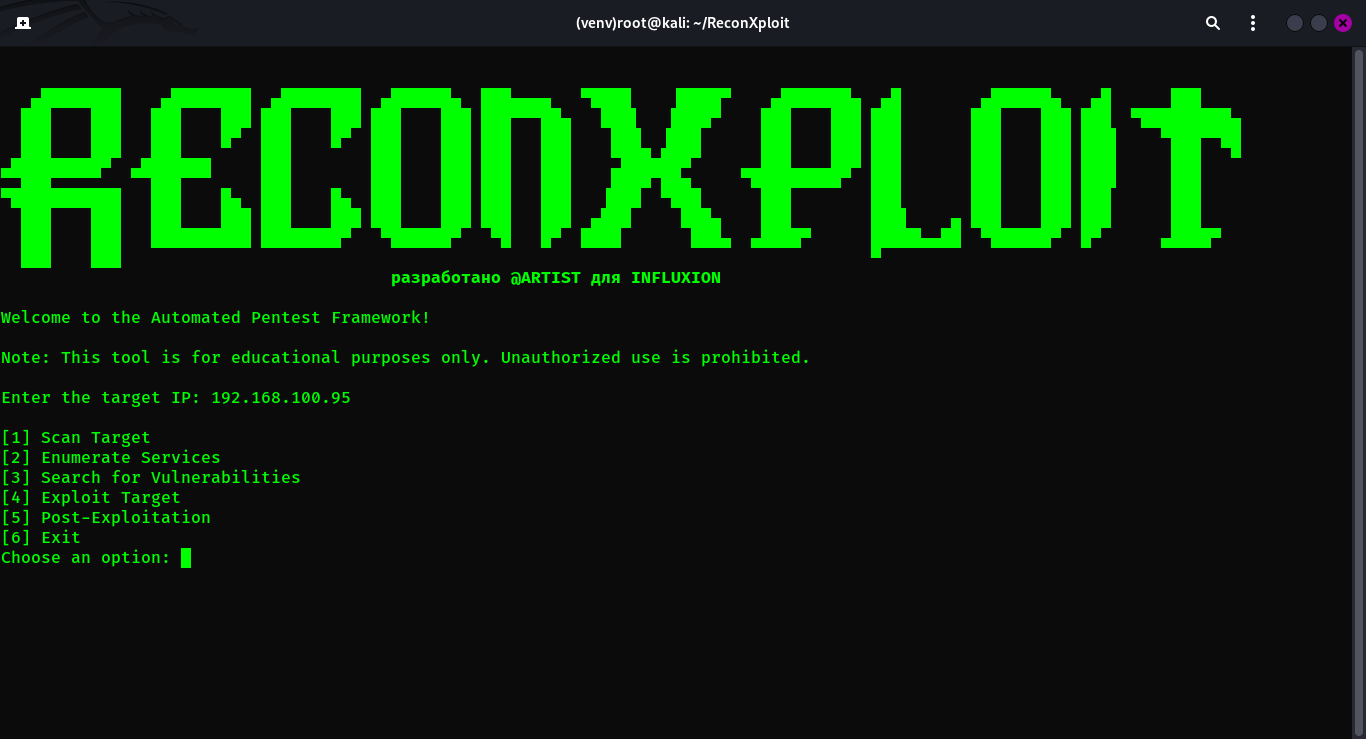 (venv)root@kali: ~/ReconXploit
RECONXPLOIT
разработано @ARTIST для INFLUXION
Welcome to the Automated Pentest Framework!
Note: This tool is for educational purposes only. Unauthorized use is prohibited.
Enter the target IP: 192.168.100.95
[1] Scan Target
[2] Enumerate Services
[3] Search for Vulnerabilities
[4] Exploit Target
[5] Post-Exploitation
[6] Exit
Choose an option: